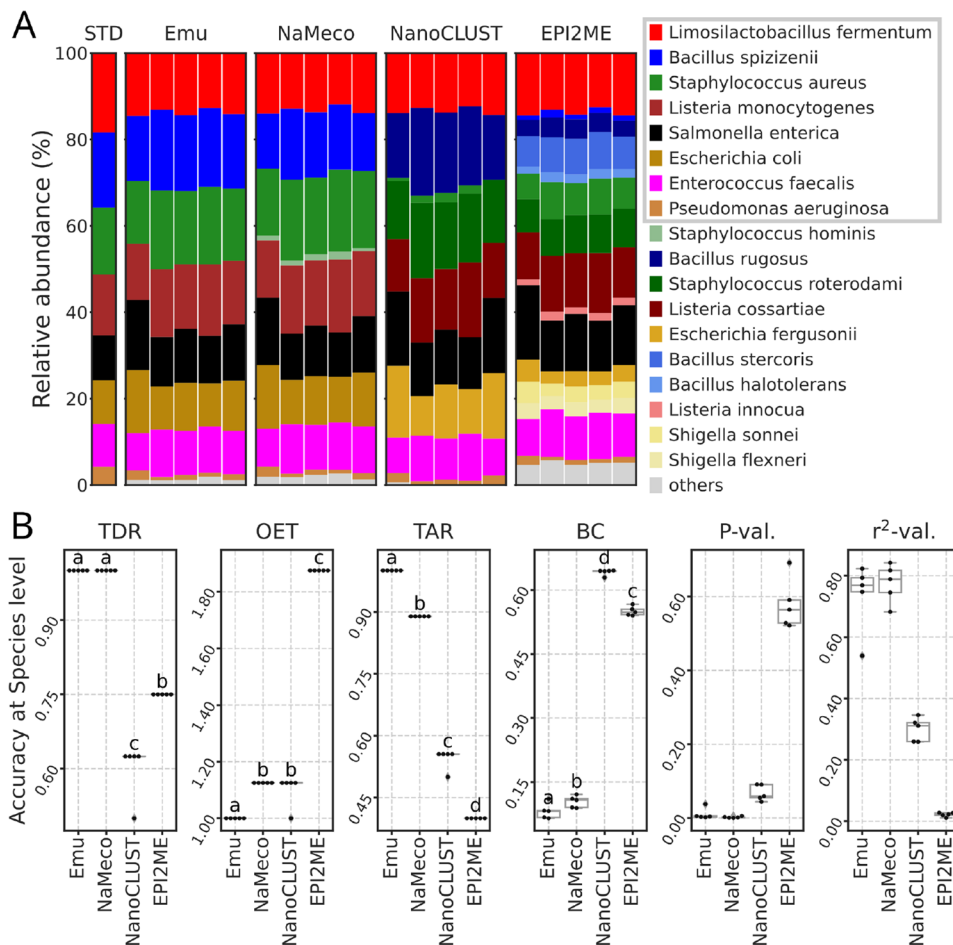 A
STD Emu NaMeco NanoCLUST EPI2ME
Relative abundance (%)
100
80
60
40
20
0
Limosilactobacillus fermentum
Bacillus spizizenii
Staphylococcus aureus
Listeria monocytogenes
Salmonella enterica
Escherichia coli
Enterococcus faecalis
Pseudomonas aeruginosa
Staphylococcus hominis
Bacillus rugosus
Staphylococcus roterodami
Listeria cossartiae
Escherichia fergusonii
Bacillus stercoris
Bacillus halotolerans
Listeria innocua
Shigella sonnei
Shigella flexneri
others
B
Accuracy at Species level
TDR
0.90
0.75
0.60
a a c b
Emu NaMeco NanoCLUST EPI2ME
OET
1.80
1.60
1.40
1.20
1.00
a b b c
Emu NaMeco NanoCLUST EPI2ME
TAR
0.90
0.75
0.60
0.45
a b c d
Emu NaMeco NanoCLUST EPI2ME
BC
0.60
0.45
0.30
0.15
a b d c
Emu NaMeco NanoCLUST EPI2ME
P-val.
0.60
0.40
0.20
0.00
Emu NaMeco NanoCLUST EPI2ME
r²-val.
0.80
0.60
0.40
0.20
0.00
Emu NaMeco NanoCLUST EPI2ME